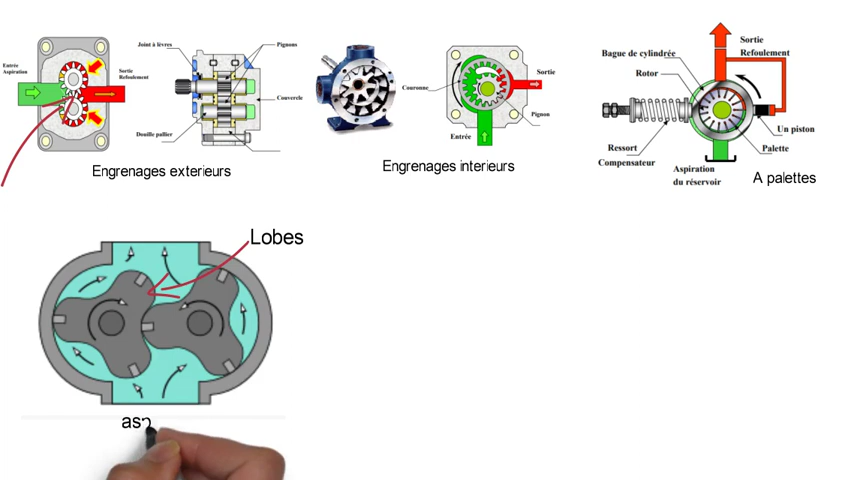 Entrée
Aspiration
Sortie
Refoulement
Engrenages exterieurs
Joint à lèvres
Pignons
Couvercle
Douille pallier
Couronne
Sortie
Pignon
Entrée
Engrenages interieurs
Sortie
Refoulement
Bague de cylindrée
Rotor
Un piston
Ressort
Compensateur
Palette
Aspiration
du réservoir
A palettes
Lobes
asp